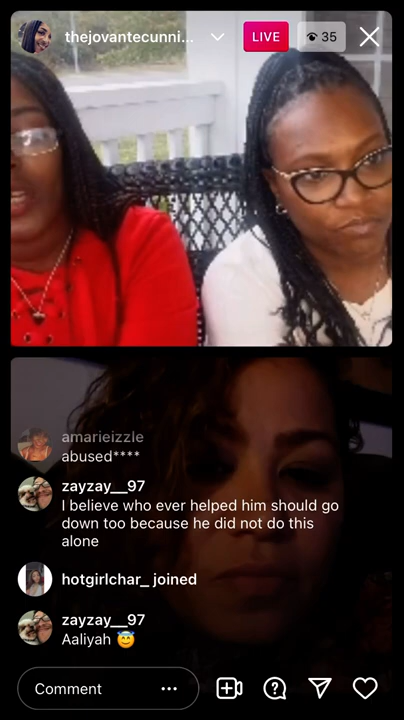 thejovantecunni...
LIVE
35
amarieizzle
abused****
zayzay__97
I believe who ever helped him should go
down too because he did not do this
alone
hotgirlchar_ joined
zayzay__97
Aaliyah 😇
Comment